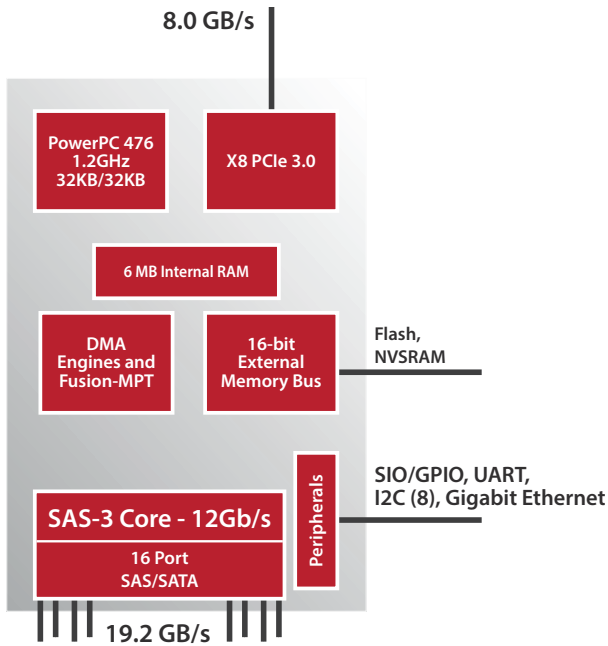 8.0 GB/s
PowerPC 476
1.2GHz
32KB/32KB
X8 PCIe 3.0
6 MB Internal RAM
DMA
Engines and
Fusion-MPT
16-bit
External
Memory Bus
Flash,
NVSRAM
SIO/GPIO, UART,
I2C (8), Gigabit Ethernet
Peripherals
SAS-3 Core - 12Gb/s
16 Port
SAS/SATA
19.2 GB/s